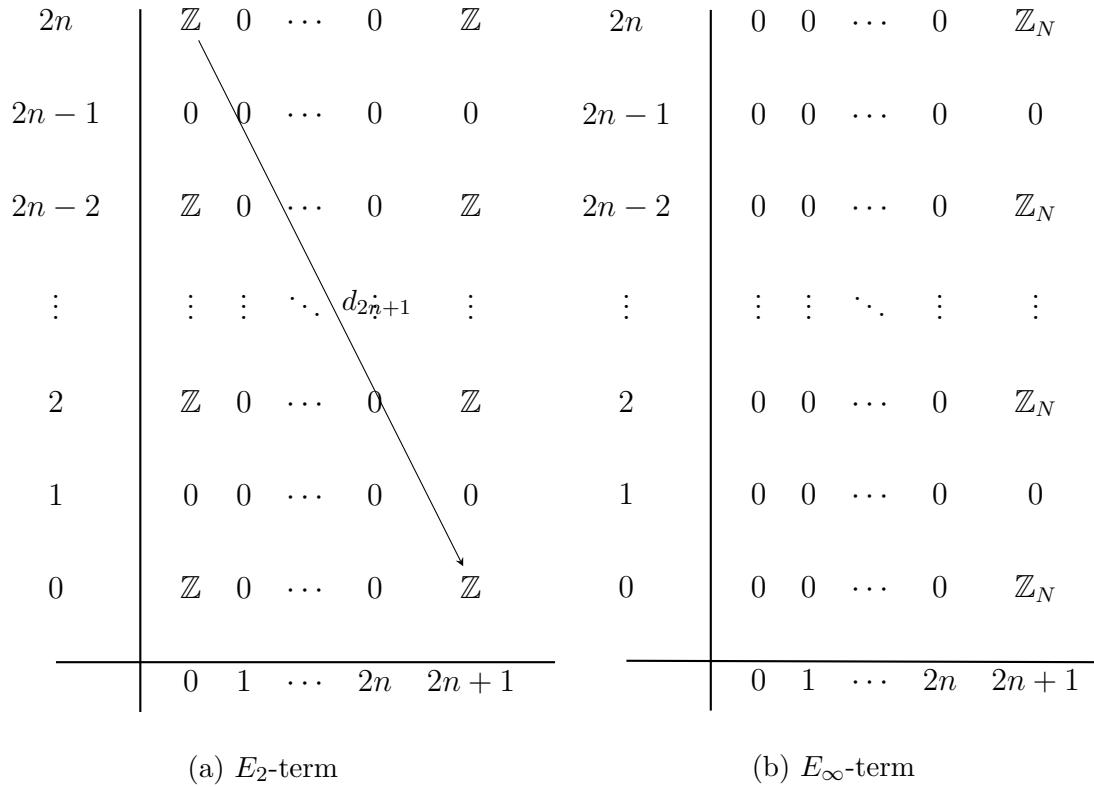 2n ℤ 0 ⋯ 0 ℤ 2n 0 0 ⋯ 0 ℤ_N
2n − 1 0 0 ⋯ 0 0 2n − 1 0 0 ⋯ 0 0
2n − 2 ℤ 0 ⋯ 0 ℤ 2n − 2 0 0 ⋯ 0 ℤ_N
⋮ ⋮ ⋮ ⋱ d_{2n+1} ⋮ ⋮ ⋮ ⋮ ⋮ ⋱ ⋮ ⋮
2 ℤ 0 ⋯ 0 ℤ 2 0 0 ⋯ 0 ℤ_N
1 0 0 ⋯ 0 0 1 0 0 ⋯ 0 0
0 ℤ 0 ⋯ 0 ℤ 0 0 0 ⋯ 0 ℤ_N
0 1 ⋯ 2n 2n + 1 0 1 ⋯ 2n 2n + 1
(a) E_2-term (b) E_∞-term